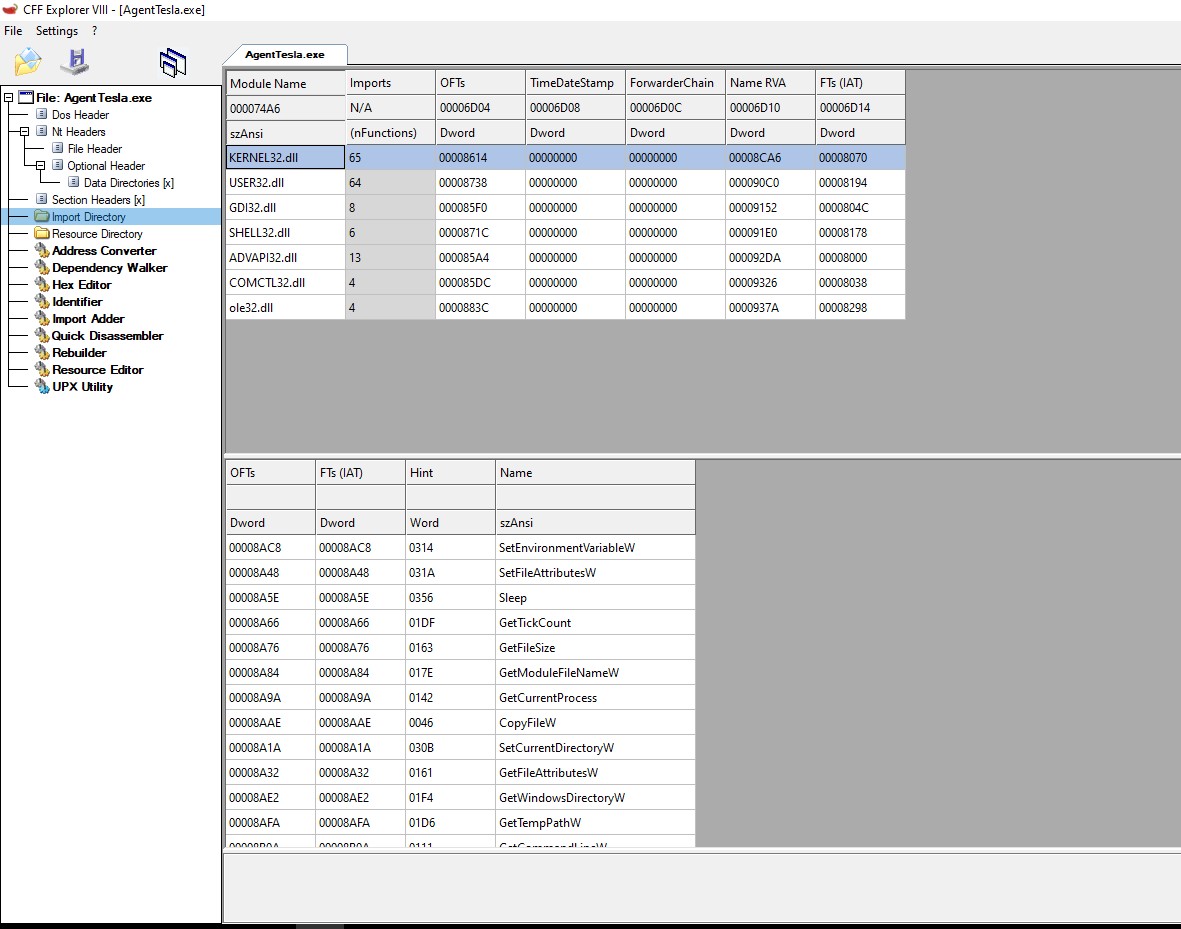 CFF Explorer VIII - [AgentTesla.exe]
File Settings ?
AgentTesla.exe
File: AgentTesla.exe
Dos Header
Nt Headers
File Header
Optional Header
Data Directories [x]
Section Headers [x]
Import Directory
Resource Directory
Address Converter
Dependency Walker
Hex Editor
Identifier
Import Adder
Quick Disassembler
Rebuilder
Resource Editor
UPX Utility
Module Name Imports OFTs TimeDateStamp ForwarderChain Name RVA FTs (IAT)
000074A6 N/A 00006D04 00006D08 00006D0C 00006D10 00006D14
szAnsi (nFunctions) Dword Dword Dword Dword Dword
KERNEL32.dll 65 00008614 00000000 00000000 00008CA6 00008070
USER32.dll 64 00008738 00000000 00000000 000090C0 00008194
GDI32.dll 8 000085F0 00000000 00000000 00009152 0000804C
SHELL32.dll 6 0000871C 00000000 00000000 000091E0 00008178
ADVAPI32.dll 13 000085A4 00000000 00000000 000092DA 00008000
COMCTL32.dll 4 000085DC 00000000 00000000 00009326 00008038
ole32.dll 4 0000883C 00000000 00000000 0000937A 00008298
OFTs FTs (IAT) Hint Name
Dword Dword Word szAnsi
00008AC8 00008AC8 0314 SetEnvironmentVariableW
00008A48 00008A48 031A SetFileAttributesW
00008A5E 00008A5E 0356 Sleep
00008A66 00008A66 01DF GetTickCount
00008A76 00008A76 0163 GetFileSize
00008A84 00008A84 017E GetModuleFileNameW
00008A9A 00008A9A 0142 GetCurrentProcess
00008AAE 00008AAE 0046 CopyFileW
00008A1A 00008A1A 030B SetCurrentDirectoryW
00008A32 00008A32 0161 GetFileAttributesW
00008AE2 00008AE2 01F4 GetWindowsDirectoryW
00008AFA 00008AFA 01D6 GetTempPathW